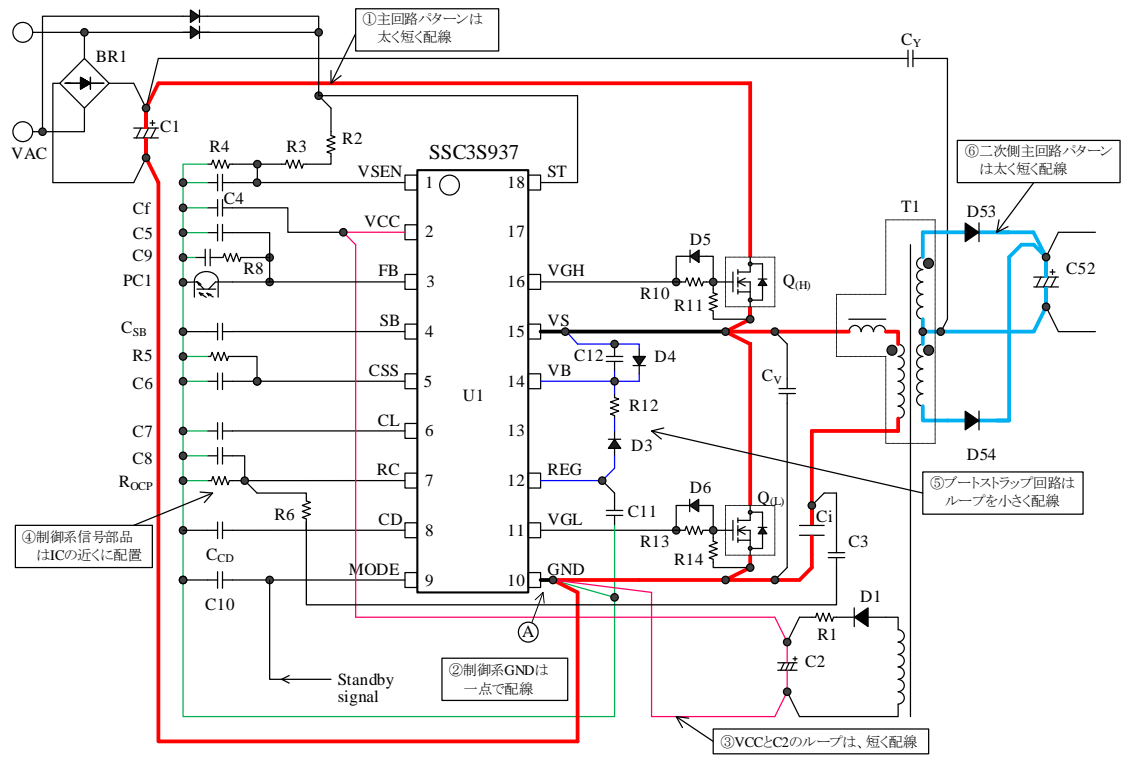 ①主回路パターンは
太く短く配線
BR1
VAC
C1
CY
R2
R3
R4
C4
SSC3S937
VSEN
1
18
ST
Cf
VCC
2
17
C5
C9
R8
PC1
FB
3
16
VGH
D5
R10
R11
Q(H)
CSB
SB
4
15
VS
R5
C12
D4
C6
CSS
5
14
VB
U1
R12
CV
C7
CL
6
13
D3
C8
ROCP
RC
7
12
REG
R6
C11
④制御系信号部品
はICの近くに配置
CCD
CD
8
11
VGL
D6
R13
R14
Q(L)
Ci
C3
C10
MODE
9
10
GND
A
Standby
signal
②制御系GNDは
一点で配線
D1
R1
C2
③VCCとC2のループは、短く配線
⑤ブートストラップ回路は
ループを小さく配線
⑥二次側主回路パターン
は太く短く配線
T1
D53
C52
D54